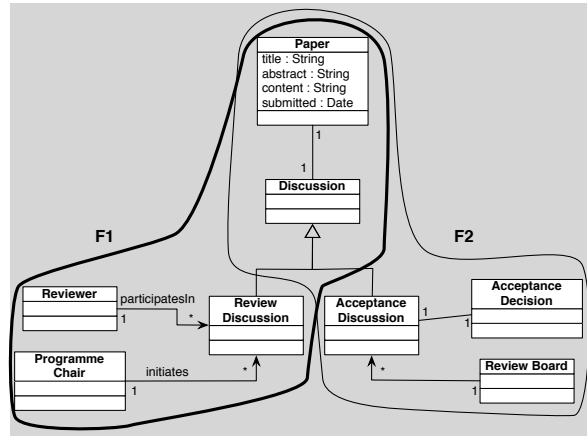 Paper
title : String
abstract : String
content : String
submitted : Date
1
1
Discussion
F1
F2
Reviewer
participatesIn
1
*
Review
Discussion
Acceptance
Discussion
1
1
Acceptance
Decision
Programme
Chair
initiates
1
*
*
1
Review Board